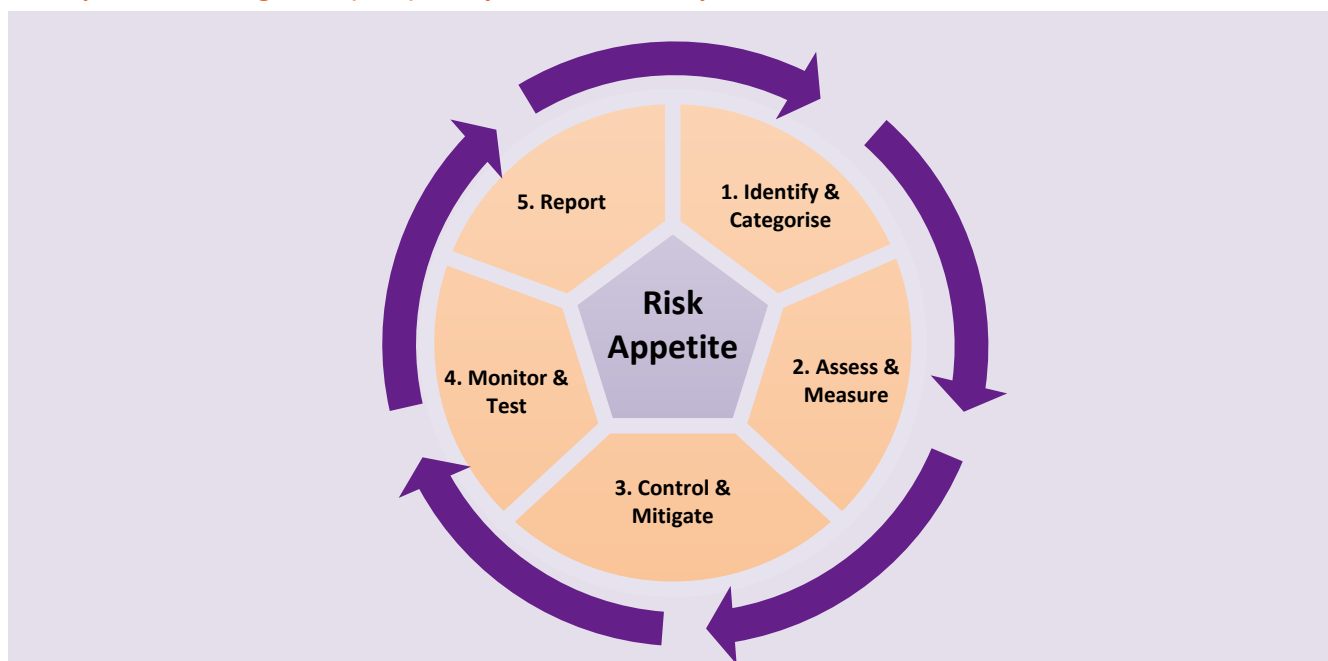 1. Identify &
Categorise
2. Assess &
Measure
3. Control &
Mitigate
4. Monitor &
Test
5. Report
Risk
Appetite